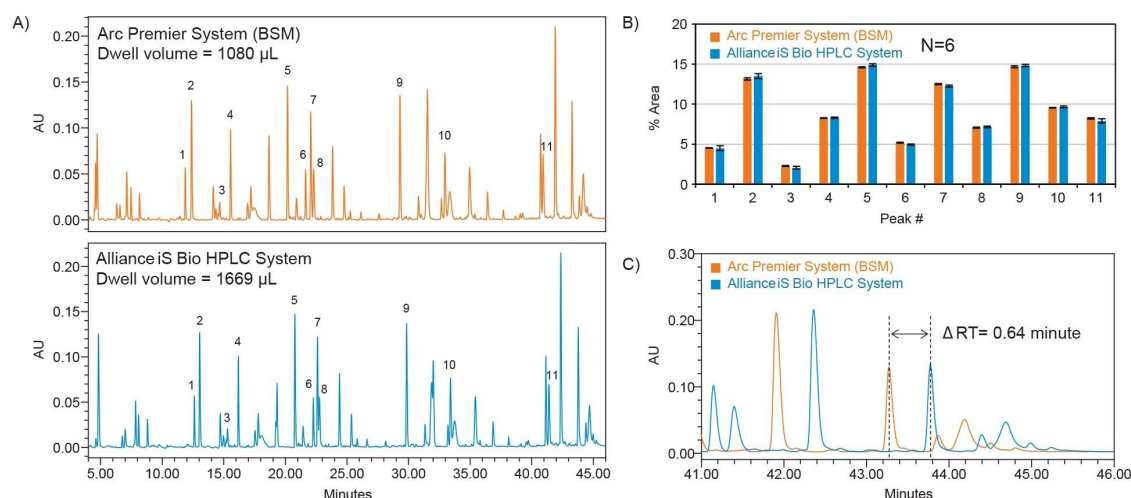 A)
Arc Premier System (BSM)
Dwell volume = 1080 µL
0.20
0.15
0.10
0.05
0.00
AU
1
2
3
4
5
6
7
8
9
10
11
Alliance iS Bio HPLC System
Dwell volume = 1669 µL
0.20
0.15
0.10
0.05
0.00
AU
1
2
3
4
5
6
7
8
9
10
11
5.00 10.00 15.00 20.00 25.00 30.00 35.00 40.00 45.00
Minutes
B)
Arc Premier System (BSM)
Alliance iS Bio HPLC System
N=6
20
15
10
5
0
% Area
1 2 3 4 5 6 7 8 9 10 11
Peak #
C)
Arc Premier System (BSM)
Alliance iS Bio HPLC System
Δ RT= 0.64 minute
0.30
0.20
0.10
0.00
AU
41.00 42.00 43.00 44.00 45.00 46.00
Minutes